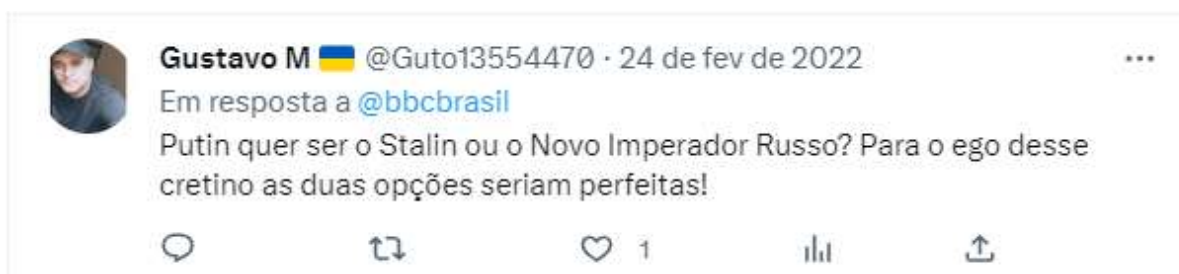 Gustavo M 🇺🇦 @Guto13554470 · 24 de fev de 2022
Em resposta a @bbcbrasil
Putin quer ser o Stalin ou o Novo Imperador Russo? Para o ego desse
cretino as duas opções seriam perfeitas!
1